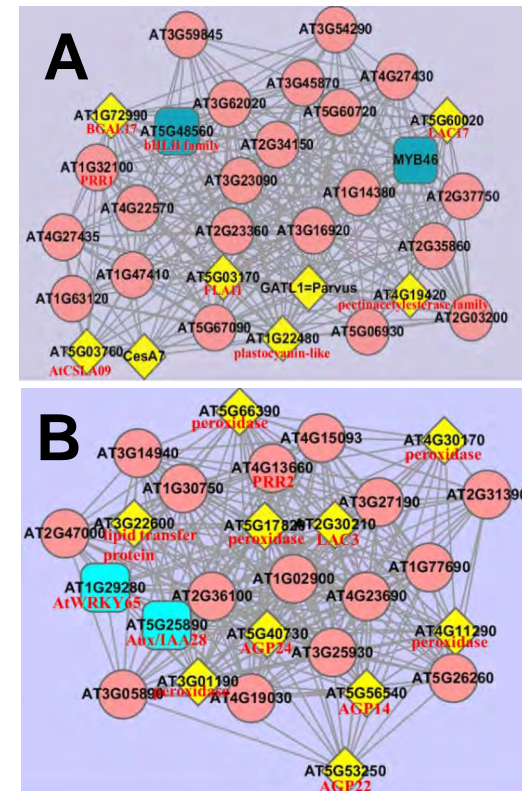 A
AT3G59845
AT3G54290
AT3G45870
AT4G27430
AT3G62020
AT5G60720
AT1G72990
BGAL17
AT5G48560
bHLH family
AT5G60020
LAC17
AT2G34150
MYB46
AT1G32100
PRR1
AT3G23090
AT1G14380
AT2G37750
AT4G22570
AT4G27435
AT2G23360
AT3G16920
AT2G35860
AT1G47410
AT5G03170
FLA11
GATL1=Parvus
AT4G19420
pectinacetylesterase family
AT1G63120
AT2G03200
AT5G67090
AT1G22480
plastocyanin-like
AT5G06930
AT5G03760
AtCSLA09
CesA7
B
AT5G66390
peroxidase
AT4G15093
AT4G30170
peroxidase
AT3G14940
AT4G13660
PRR2
AT1G30750
AT3G27190
AT2G31390
AT2G47000
AT3G22600
lipid transfer
protein
AT5G17820
peroxidase
AT2G30210
LAC3
AT1G77690
AT1G29280
AtWRKY65
AT1G02900
AT2G36100
AT4G23690
AT5G25890
Aux/IAA28
AT5G40730
AGP24
AT4G11290
peroxidase
AT3G25930
AT3G01190
peroxidase
AT5G26260
AT3G05890
AT4G19030
AT5G56540
AGP14
AT5G53250
AGP22